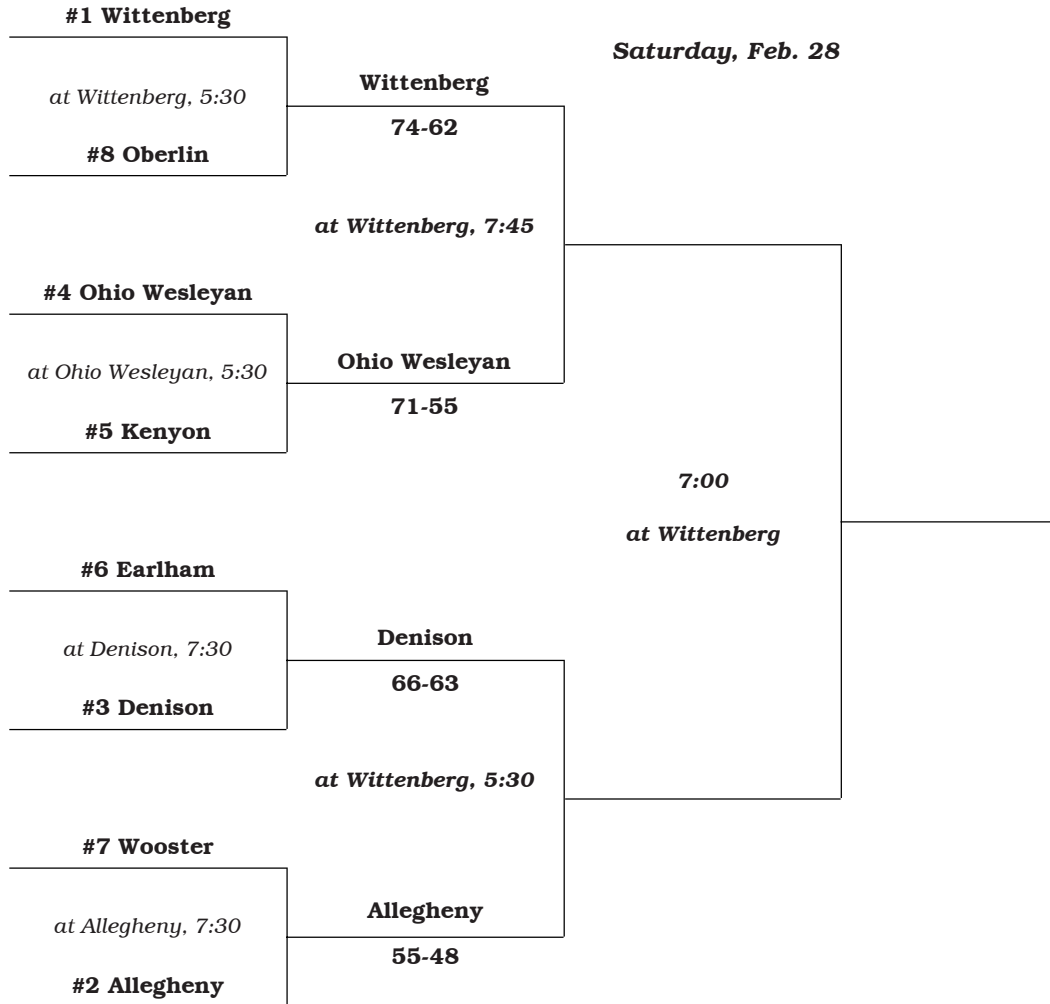 #1 Wittenberg
Saturday, Feb. 28
at Wittenberg, 5:30
Wittenberg
74-62
#8 Oberlin
at Wittenberg, 7:45
#4 Ohio Wesleyan
at Ohio Wesleyan, 5:30
Ohio Wesleyan
71-55
#5 Kenyon
7:00
at Wittenberg
#6 Earlham
at Denison, 7:30
Denison
66-63
#3 Denison
at Wittenberg, 5:30
#7 Wooster
at Allegheny, 7:30
Allegheny
55-48
#2 Allegheny